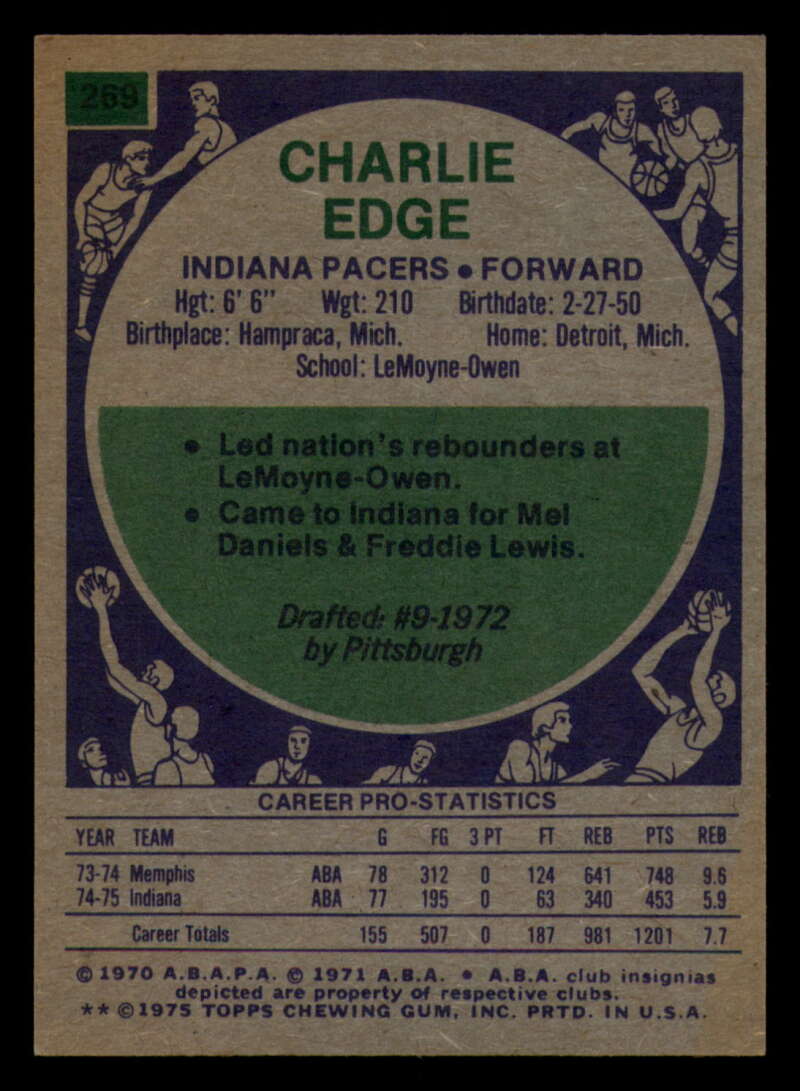 269
CHARLIE
EDGE
INDIANA PACERS • FORWARD
Hgt: 6' 6" Wgt: 210 Birthdate: 2-27-50
Birthplace: Hampraca, Mich. Home: Detroit, Mich.
School: LeMoyne-Owen
• Led nation's rebounders at
LeMoyne-Owen.
• Came to Indiana for Mel
Daniels & Freddie Lewis.
Drafted: #9-1972
by Pittsburgh
CAREER PRO-STATISTICS
YEAR TEAM G FG 3 PT FT REB PTS REB
73-74 Memphis ABA 78 312 0 124 641 748 9.6
74-75 Indiana ABA 77 195 0 63 340 453 5.9
Career Totals 155 507 0 187 981 1201 7.7
© 1970 A.B.A.P.A. © 1971 A.B.A. • A.B.A. club insignias
depicted are property of respective clubs.
** © 1975 TOPPS CHEWING GUM, INC. PRTD. IN U.S.A.